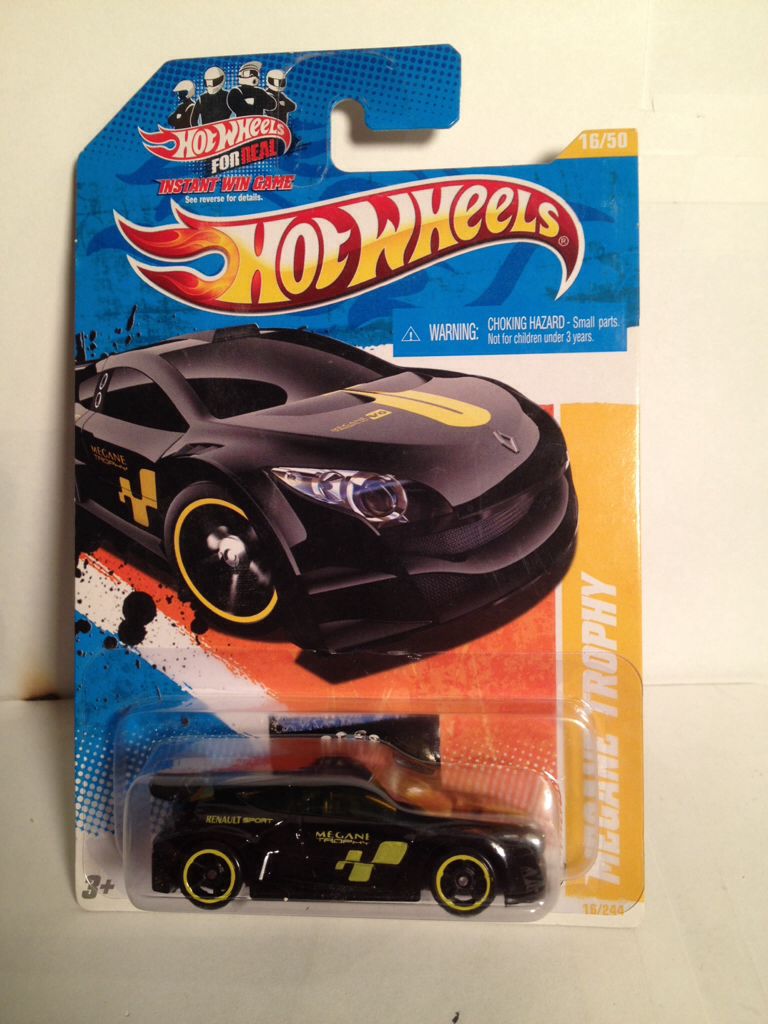 HOT WHEELS
FOR REAL
INSTANT WIN GAME
See reverse for details.
16/50
HOT WHEELS®
WARNING: CHOKING HAZARD - Small parts.
Not for children under 3 years.
MEGANE
MEGANE
TROPHY
MEGANE TROPHY
RENAULT SPORT
MEGANE
TROPHY
3+
16/244